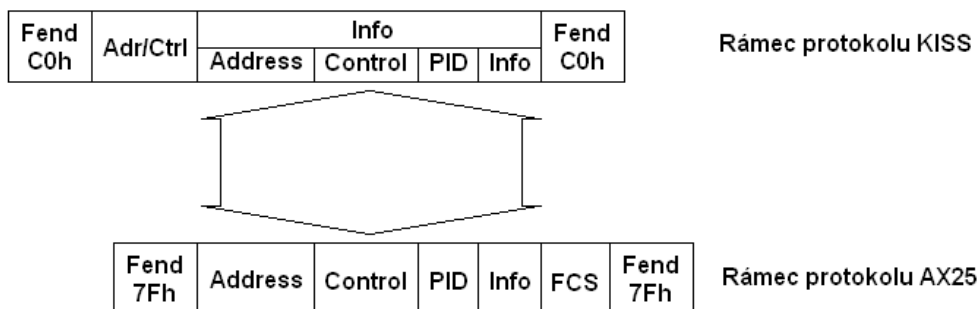 Fend
C0h
Adr/Ctrl
Info
Address Control PID Info
Fend
C0h
Rámec protokolu KISS
Fend
7Fh
Address Control PID Info FCS
Fend
7Fh
Rámec protokolu AX25